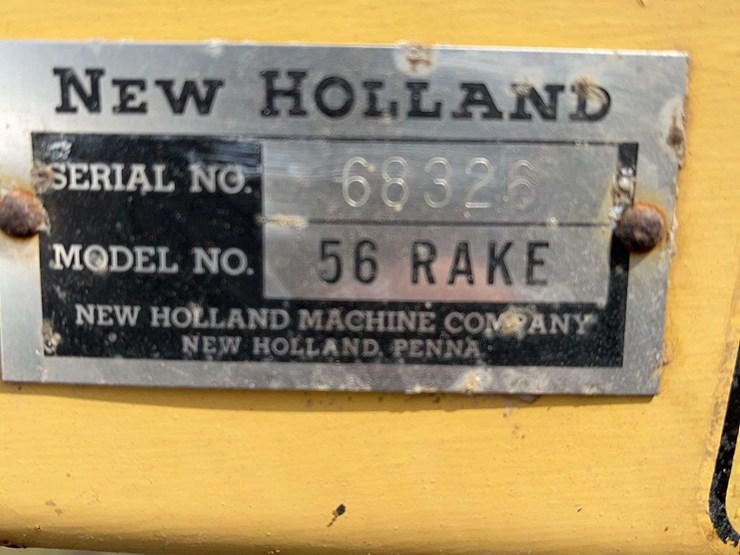 NEW HOLLAND
SERIAL NO. 68326
MODEL NO. 56 RAKE
NEW HOLLAND MACHINE COMPANY
NEW HOLLAND, PENNA.